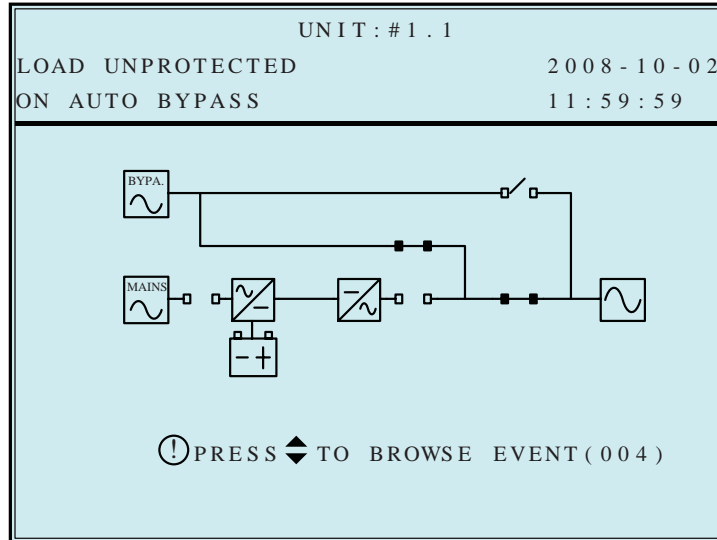 UNIT:#1.1
LOAD UNPROTECTED 2008-10-02
ON AUTO BYPASS 11:59:59
BYPA.
MAINS
PRESS TO BROWSE EVENT(004)